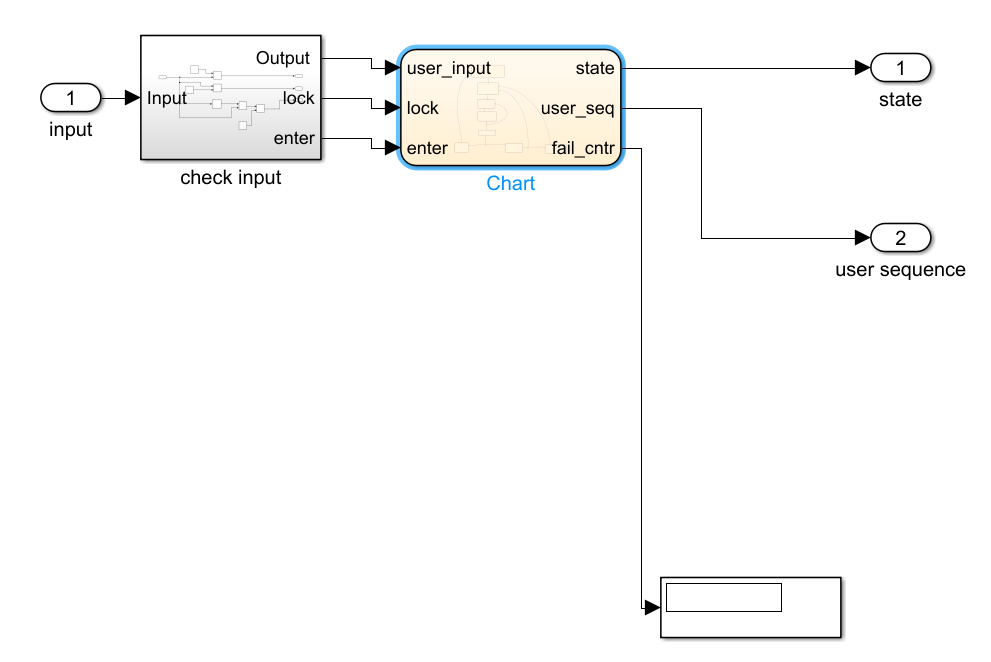 1
input
Input
Output
lock
enter
check input
user_input
lock
enter
state
user_seq
fail_cntr
Chart
1
state
2
user sequence